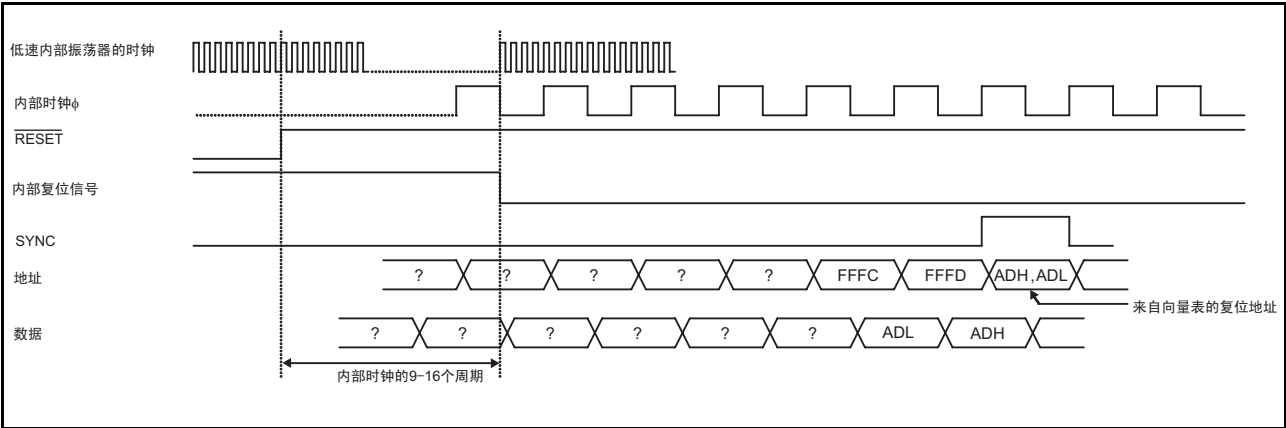 低速内部振荡器的时钟
内部时钟ϕ
RESET
内部复位信号
SYNC
地址
? ? ? ? ? FFFC FFFD ADH,ADL
来自向量表的复位地址
数据
? ? ? ? ? ? ADL ADH
内部时钟的9-16个周期